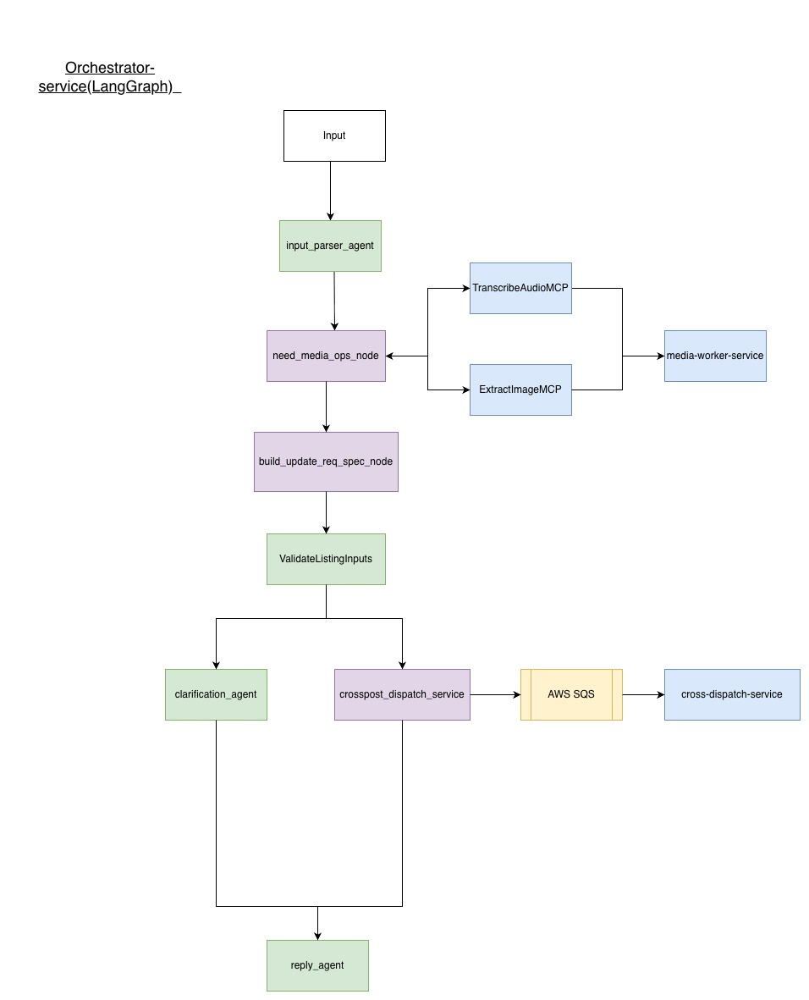 Orchestrator-
service(LangGraph)
Input
input_parser_agent
TranscribeAudioMCP
need_media_ops_node
media-worker-service
ExtractImageMCP
build_update_req_spec_node
ValidateListingInputs
clarification_agent
crosspost_dispatch_service
AWS SQS
cross-dispatch-service
reply_agent